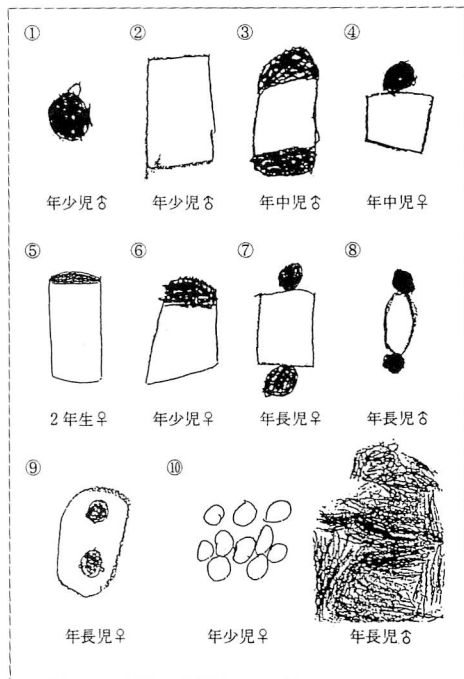 ① ② ③ ④
年少児♂ 年少児♂ 年中児♂ 年中児♀
⑤ ⑥ ⑦ ⑧
2年生♀ 年少児♀ 年長児♀ 年長児♂
⑨ ⑩
年長児♀ 年少児♀ 年長児♂